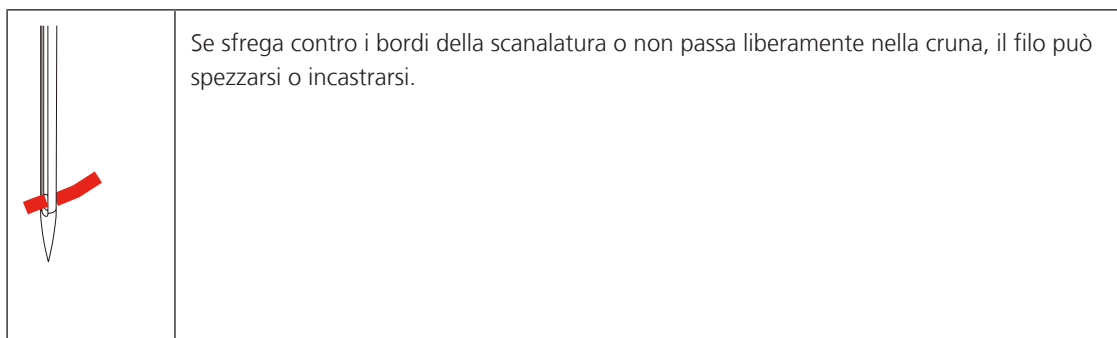 Se sfrega contro i bordi della scanalatura o non passa liberamente nella cruna, il filo può
spezzarsi o incastrarsi.